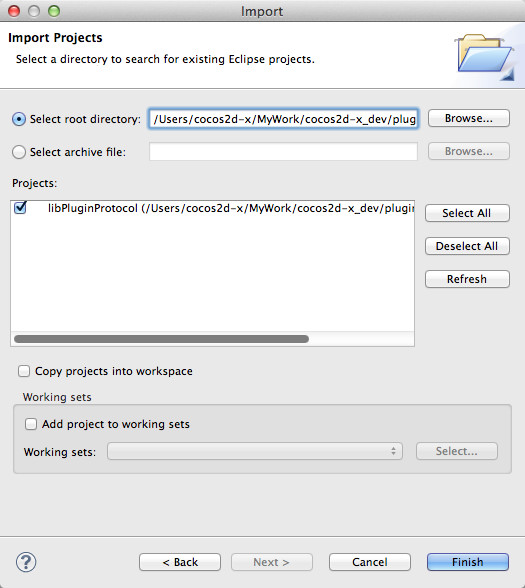 Import
Import Projects
Select a directory to search for existing Eclipse projects.
Select root directory: /Users/cocos2d-x/MyWork/cocos2d-x_dev/plug Browse...
Select archive file: Browse...
Projects:
libPluginProtocol (/Users/cocos2d-x/MyWork/cocos2d-x_dev/plugin
Select All
Deselect All
Refresh
Copy projects into workspace
Working sets
Add project to working sets
Working sets: Select...
? < Back Next > Cancel Finish